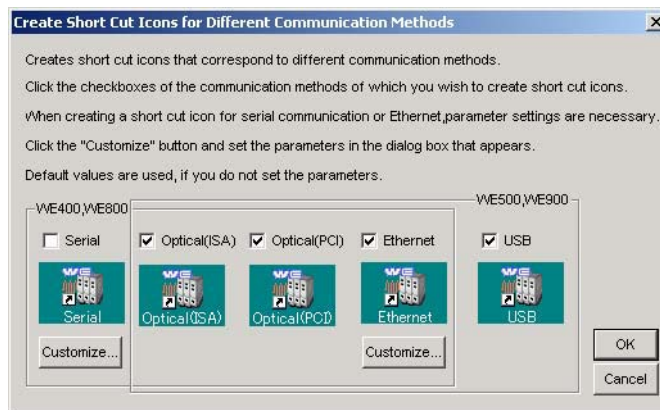 Create Short Cut Icons for Different Communication Methods
Creates short cut icons that correspond to different communication methods.
Click the checkboxes of the communication methods of which you wish to create short cut icons.
When creating a short cut icon for serial communication or Ethernet,parameter settings are necessary.
Click the "Customize" button and set the parameters in the dialog box that appears.
Default values are used, if you do not set the parameters.
WE400,WE800 WE500,WE900
Serial Optical(ISA) Optical(PCI) Ethernet USB
WE WE WE WE WE
Serial Optical(ISA) Optical(PCI) Ethernet USB
Customize... Customize...
OK
Cancel